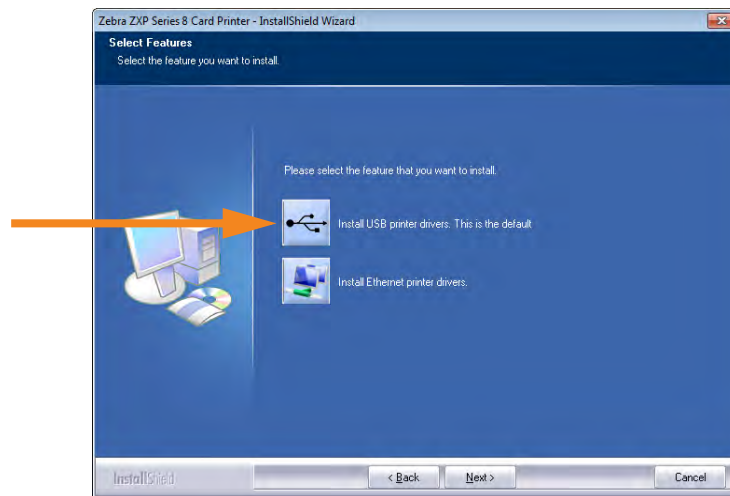 Zebra ZXP Series 8 Card Printer - InstallShield Wizard
Select Features
Select the feature you want to install.
Please select the feature that you want to install.
Install USB printer drivers. This is the default
Install Ethernet printer drivers.
InstallShield
< Back
Next >
Cancel